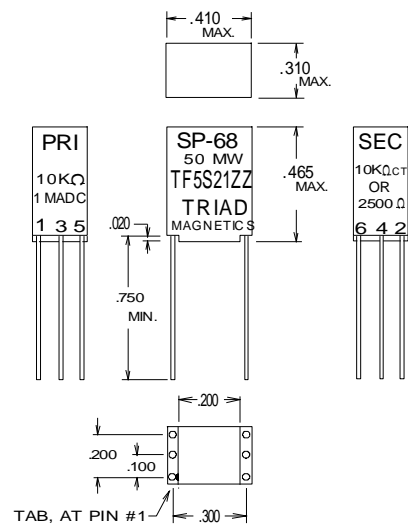 .410
MAX.
.310
MAX.
PRI
10KΩ
1 MADC
1 3 5
SP-68
50 MW
TF5S21ZZ
TRIAD
MAGNETICS
.465
MAX.
SEC
10KΩCT
OR
2500 Ω
6 4 2
.020
.750
MIN.
.200
.200
.100
TAB, AT PIN #1
.300